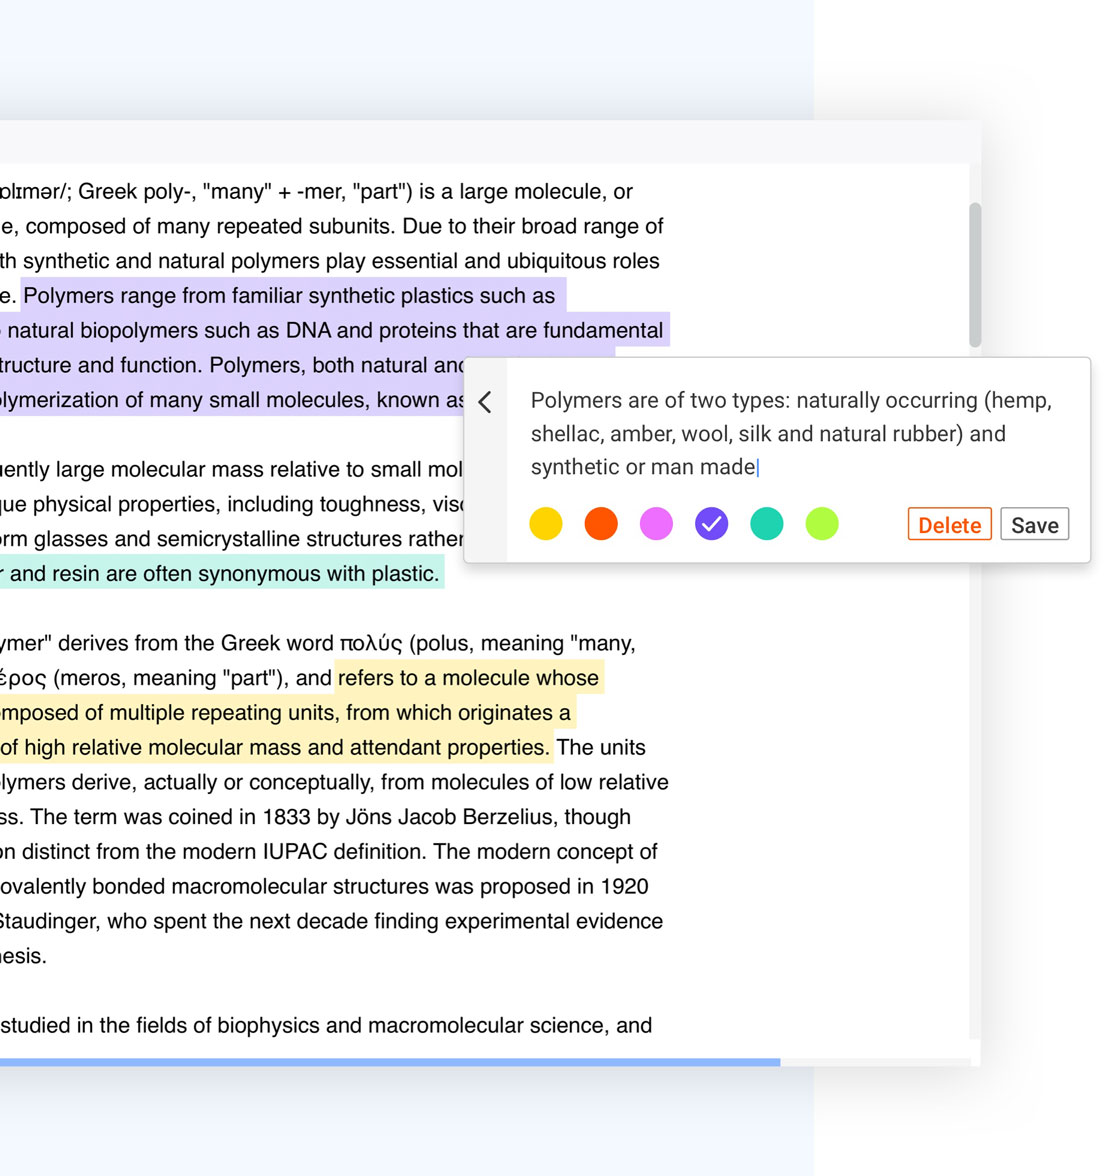 /; Greek poly-, "many" + -mer, "part") is a large molecule, or
e, composed of many repeated subunits. Due to their broad range of
th synthetic and natural polymers play essential and ubiquitous roles
e. Polymers range from familiar synthetic plastics such as
natural biopolymers such as DNA and proteins that are fundamental
tructure and function. Polymers, both natural and
olymerization of many small molecules, known as
uently large molecular mass relative to small mol
que physical properties, including toughness, visc
orm glasses and semicrystalline structures rather
r and resin are often synonymous with plastic.
ymer" derives from the Greek word πολύς (polus, meaning "many,
έρος (meros, meaning "part"), and refers to a molecule whose
omposed of multiple repeating units, from which originates a
of high relative molecular mass and attendant properties. The units
olymers derive, actually or conceptually, from molecules of low relative
ss. The term was coined in 1833 by Jöns Jacob Berzelius, though
on distinct from the modern IUPAC definition. The modern concept of
ovalently bonded macromolecular structures was proposed in 1920
Staudinger, who spent the next decade finding experimental evidence
hesis.
studied in the fields of biophysics and macromolecular science, and
Polymers are of two types: naturally occurring (hemp,
shellac, amber, wool, silk and natural rubber) and
synthetic or man made
Delete Save